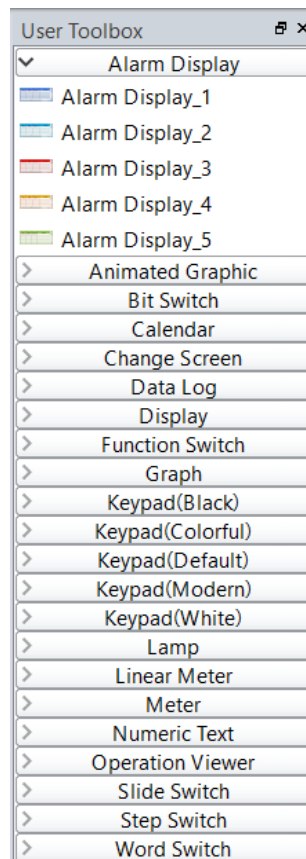 User Toolbox
Alarm Display
Alarm Display_1
Alarm Display_2
Alarm Display_3
Alarm Display_4
Alarm Display_5
Animated Graphic
Bit Switch
Calendar
Change Screen
Data Log
Display
Function Switch
Graph
Keypad(Black)
Keypad(Colorful)
Keypad(Default)
Keypad(Modern)
Keypad(White)
Lamp
Linear Meter
Meter
Numeric Text
Operation Viewer
Slide Switch
Step Switch
Word Switch